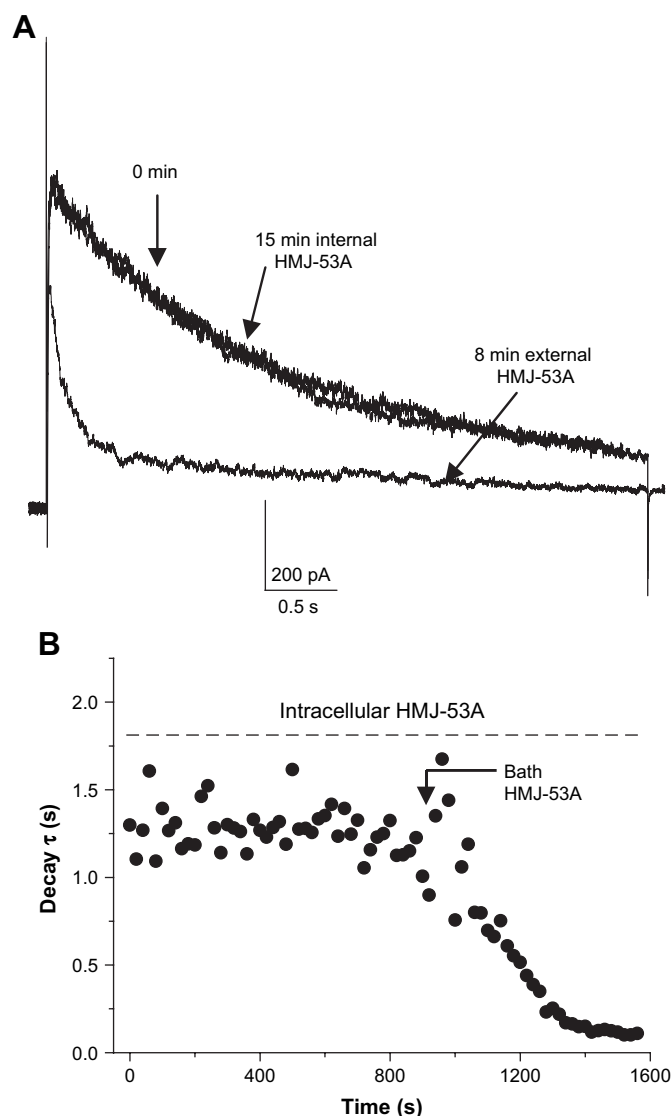 A
0 min
15 min internal
HMJ-53A
8 min external
HMJ-53A
200 pA
0.5 s
B
Intracellular HMJ-53A
Bath
HMJ-53A
Decay τ (s)
2.0
1.5
1.0
0.5
0.0
0
400
800
1200
1600
Time (s)